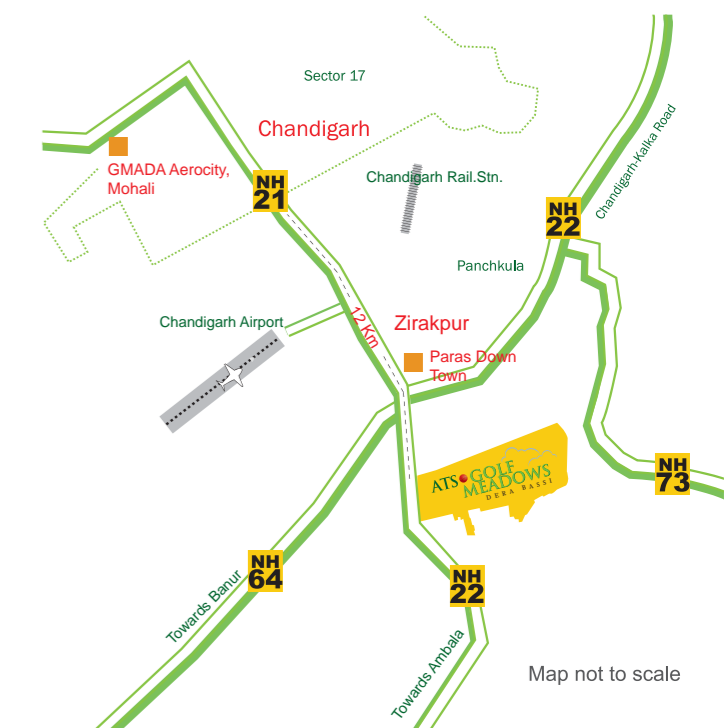 Sector 17
Chandigarh
GMADA Aerocity,
Mohali
NH
21
Chandigarh Rail.Stn.
Chandigarh-Kalka Road
NH
22
Panchkula
Chandigarh Airport
12 Km
Zirakpur
Paras Down
Town
ATS GOLF
MEADOWS
DERA BASSI
NH
73
NH
64
NH
22
Towards Banur
Towards Ambala
Map not to scale